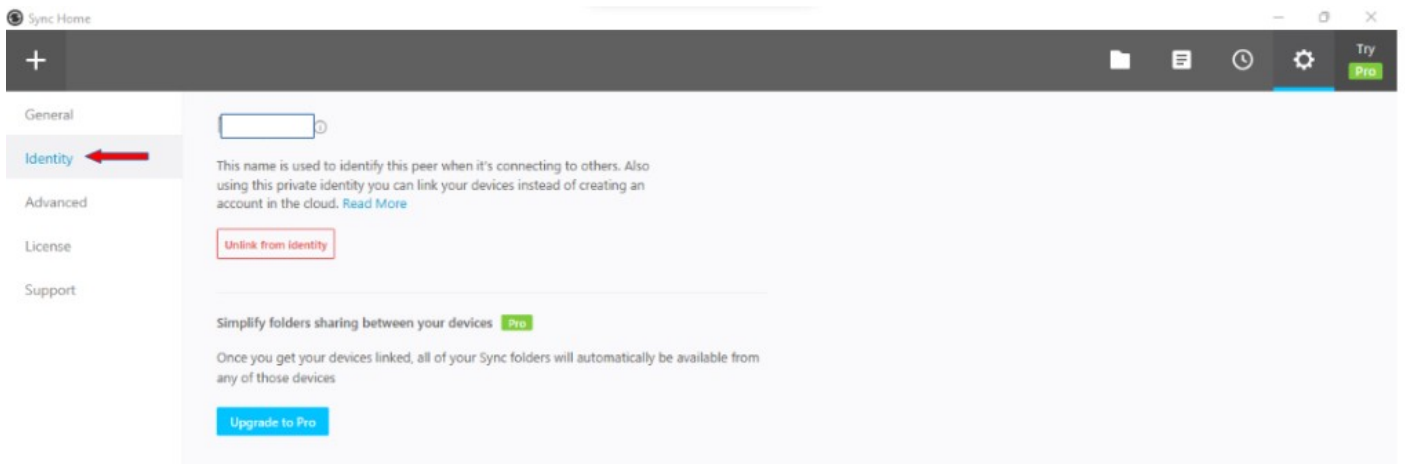 Sync Home
Try
Pro
General
Identity
Advanced
License
Support
This name is used to identify this peer when it's connecting to others. Also
using this private identity you can link your devices instead of creating an
account in the cloud. Read More
Unlink from identity
Simplify folders sharing between your devices Pro
Once you get your devices linked, all of your Sync folders will automatically be available from
any of those devices
Upgrade to Pro